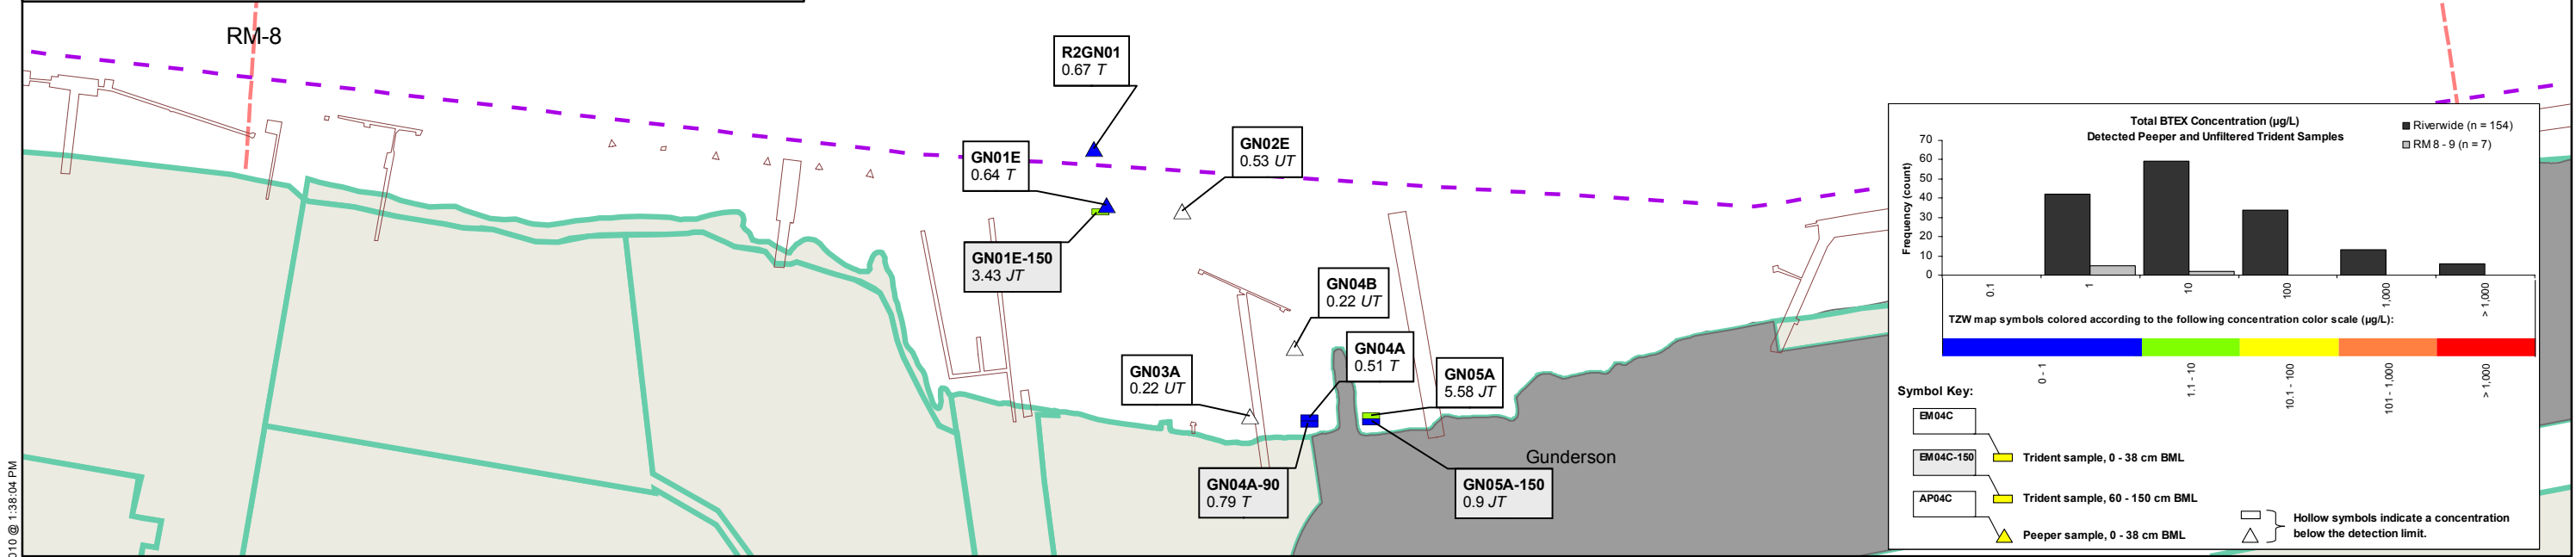 RM-8
R2GN01
0.67 T
GN01E
0.64 T
GN02E
0.53 UT
GN01E-150
3.43 JT
GN04B
0.22 UT
GN04A
0.51 T
GN03A
0.22 UT
GN05A
5.58 JT
GN04A-90
0.79 T
GN05A-150
0.9 JT
Gunderson
010 @ 1:38:04 PM
Total BTEX Concentration (µg/L)
Detected Peeper and Unfiltered Trident Samples
Riverwide (n = 154)
RM 8 - 9 (n = 7)
Frequency (count)
70
60
50
40
30
20
10
0
0.1
1
10
100
1,000
> 1,000
TZW map symbols colored according to the following concentration color scale (µg/L):
0 - 1
1.1 - 10
10.1 - 100
101 - 1,000
> 1,000
Symbol Key:
EM04C
Trident sample, 0 - 38 cm BML
EM04C-150
Trident sample, 60 - 150 cm BML
AP04C
Peeper sample, 0 - 38 cm BML
Hollow symbols indicate a concentration
below the detection limit.